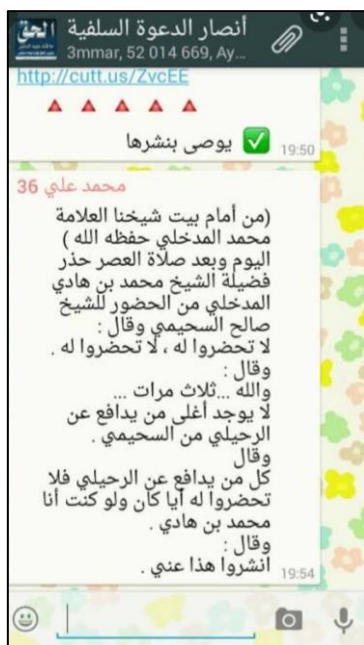 الحق
أنصار الدعوة السلفية
3mmar, 52 014 669, Ay...
http://cutt.us/ZvcEE
يوصى بنشرها
19:50
محمد علي 36
(من أمام بيت شيخنا العلامة
محمد المدخلي حفظه الله )
اليوم وبعد صلاة العصر حذر
فضيلة الشيخ محمد بن هادي
المدخلي من الحضور للشيخ
صالح السحيمي وقال :
لا تحضروا له ، لا تحضروا له .
وقال :
والله ...ثلاث مرات ...
لا يوجد أغلى من يدافع عن
الرحيلي من السحيمي .
وقال
كل من يدافع عن الرحيلي فلا
تحضروا له أيا كان ولو كنت أنا
محمد بن هادي .
وقال :
انشروا هذا عني .
19:54